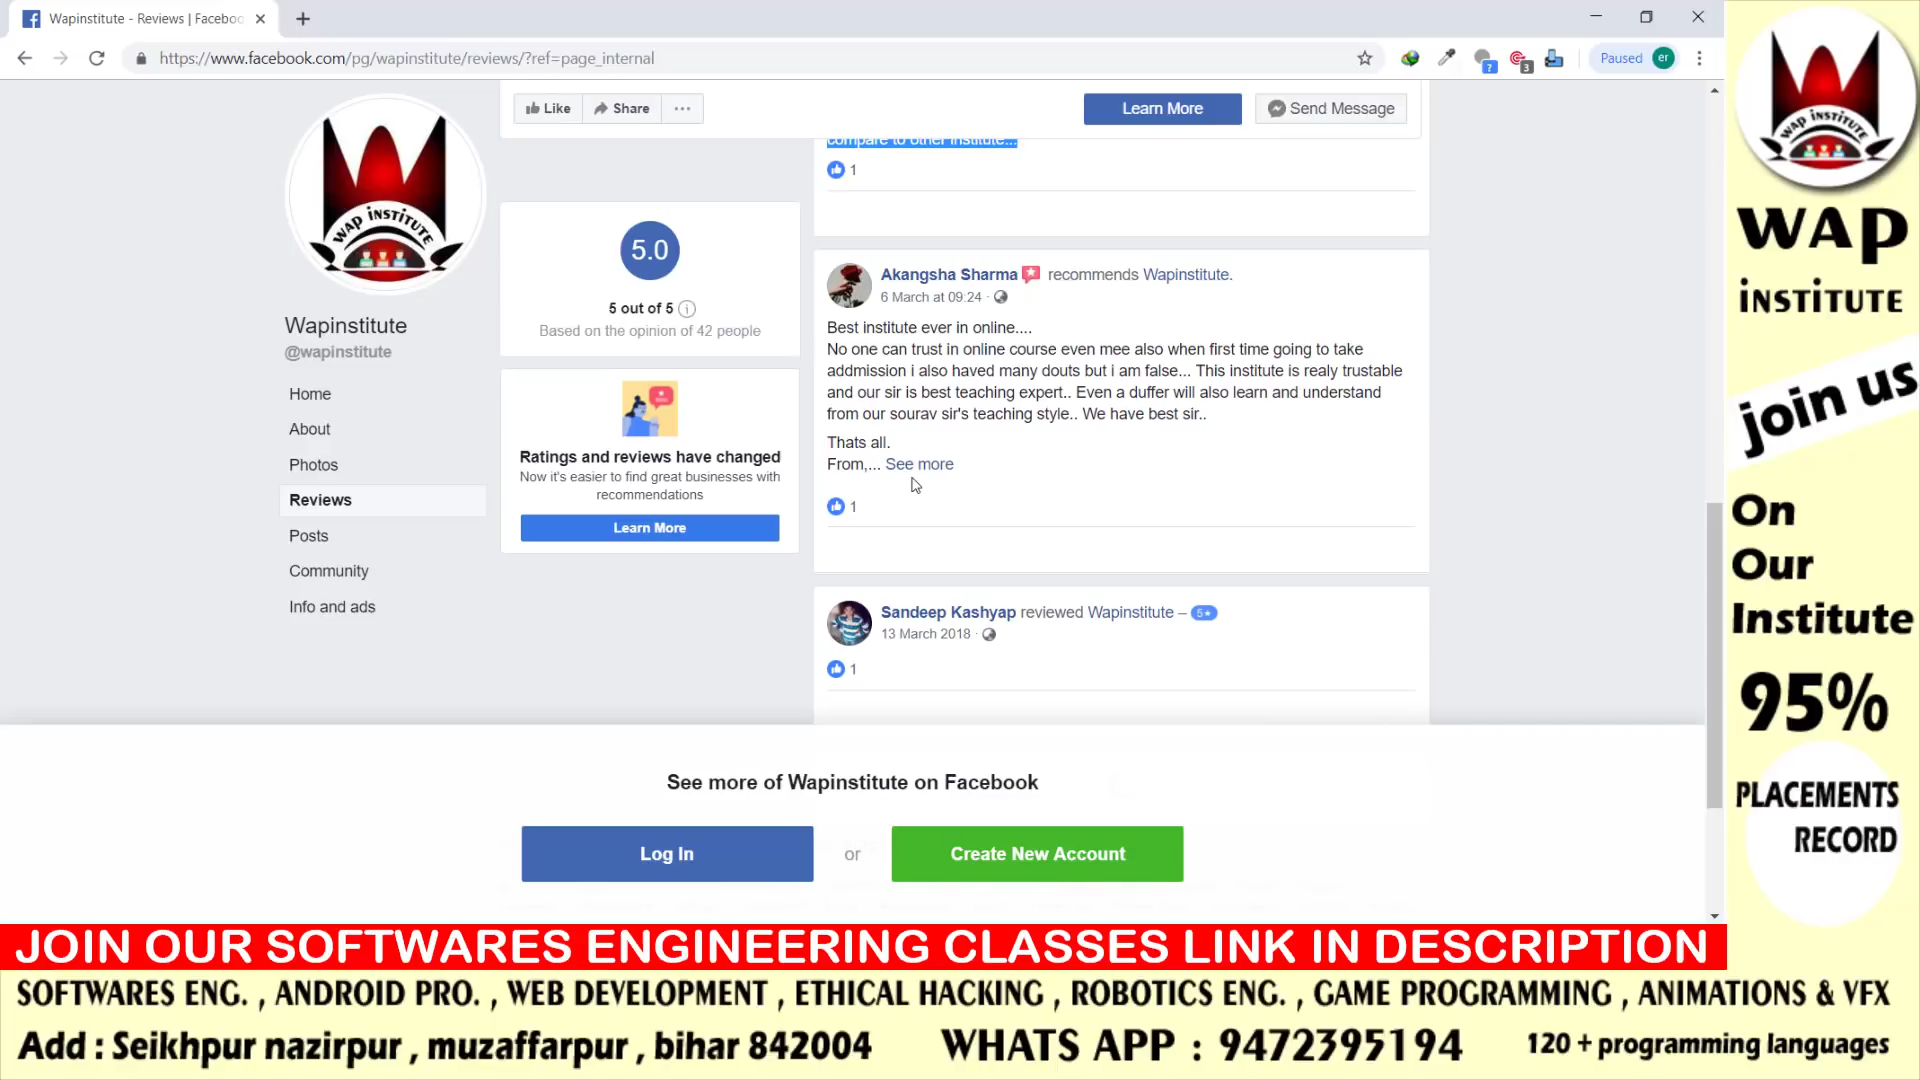 Wapinstitute - Reviews | Faceboo
https://www.facebook.com/pg/wapinstitute/reviews/?ref=page_internal
?
3
Paused
er
Like
Share
Learn More
Send Message
compare to other institute...
1
WAP INSTITUTE
Wapinstitute
@wapinstitute
Home
About
Photos
Reviews
Posts
Community
Info and ads
5.0
5 out of 5
Based on the opinion of 42 people
Ratings and reviews have changed
Now it's easier to find great businesses with
recommendations
Learn More
Akangsha Sharma recommends Wapinstitute.
6 March at 09:24 ·
Best institute ever in online....
No one can trust in online course even mee also when first time going to take
addmission i also haved many douts but i am false... This institute is realy trustable
and our sir is best teaching expert.. Even a duffer will also learn and understand
from our sourav sir's teaching style.. We have best sir..
Thats all.
From,... See more
1
Sandeep Kashyap reviewed Wapinstitute – 5★
13 March 2018 ·
1
See more of Wapinstitute on Facebook
Log In
or
Create New Account
WAP INSTITUTE
WAP
INSTITUTE
join us
On
Our
Institute
95%
PLACEMENTS
RECORD
JOIN OUR SOFTWARES ENGINEERING CLASSES LINK IN DESCRIPTION
SOFTWARES ENG. , ANDROID PRO. , WEB DEVELOPMENT , ETHICAL HACKING , ROBOTICS ENG. , GAME PROGRAMMING , ANIMATIONS & VFX
Add : Seikhpur nazirpur , muzaffarpur , bihar 842004
WHATS APP : 9472395194
120 + programming languages